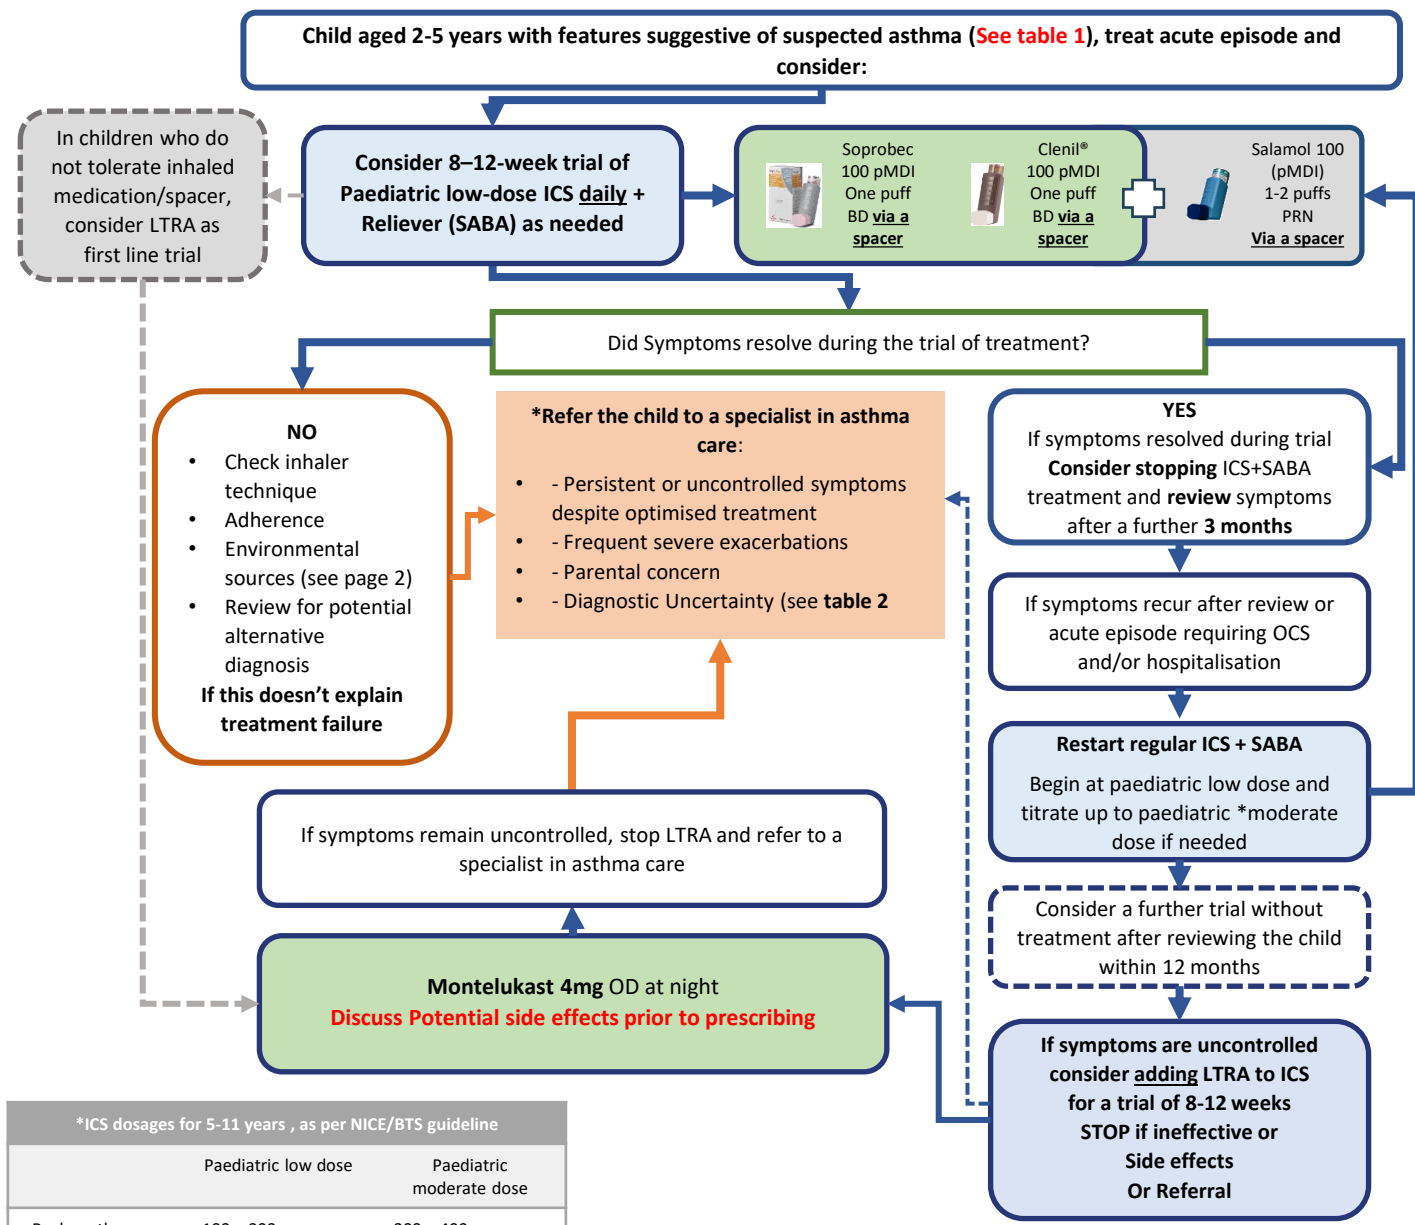 Child aged 2-5 years with features suggestive of suspected asthma (See table 1), treat acute episode and
consider:
In children who do
not tolerate inhaled
medication/spacer,
consider LTRA as
first line trial
Consider 8–12-week trial of
Paediatric low-dose ICS daily +
Reliever (SABA) as needed
Soprobec
100 pMDI
One puff
BD via a
spacer
Clenil®
100 pMDI
One puff
BD via a
spacer
Salamol 100
(pMDI)
1-2 puffs
PRN
Via a spacer
Did Symptoms resolve during the trial of treatment?
NO
• Check inhaler
technique
• Adherence
• Environmental
sources (see page 2)
• Review for potential
alternative
diagnosis
If this doesn’t explain
treatment failure
*Refer the child to a specialist in asthma
care:
• - Persistent or uncontrolled symptoms
despite optimised treatment
• - Frequent severe exacerbations
• - Parental concern
• - Diagnostic Uncertainty (see table 2
YES
If symptoms resolved during trial
Consider stopping ICS+SABA
treatment and review symptoms
after a further 3 months
If symptoms recur after review or
acute episode requiring OCS
and/or hospitalisation
Restart regular ICS + SABA
Begin at paediatric low dose and
titrate up to paediatric *moderate
dose if needed
Consider a further trial without
treatment after reviewing the child
within 12 months
If symptoms are uncontrolled
consider adding LTRA to ICS
for a trial of 8-12 weeks
STOP if ineffective or
Side effects
Or Referral
If symptoms remain uncontrolled, stop LTRA and refer to a
specialist in asthma care
Montelukast 4mg OD at night
Discuss Potential side effects prior to prescribing
*ICS dosages for 5-11 years , as per NICE/BTS guideline
Paediatric low dose
Paediatric
moderate dose